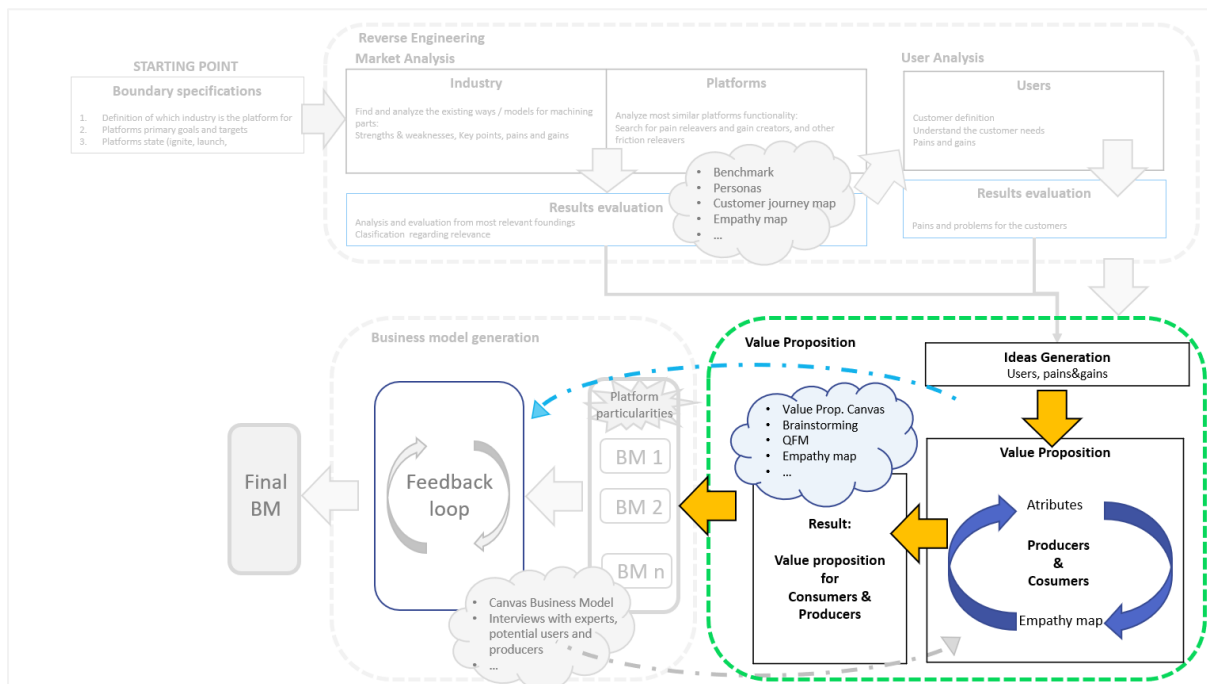 Reverse Engineering
Market Analysis
User Analysis
STARTING POINT
Boundary specifications
1. Definition of which industry is the platform for
2. Platforms primary goals and targets
3. Platforms state (ignite, launch,
Industry
Find and analyze the existing ways / models for machining
parts:
Strengths & weaknesses, Key points, pains and gains
Platforms
Analyze most similar platforms functionality:
Search for pain releavers and gain creators, and other
friction releavers
Users
Customer definition
Understand the customer needs
Pains and gains
• Benchmark
• Personas
• Customer journey map
• Empathy map
• ...
Results evaluation
Analysis and evaluation from most relevant foundings
Clasification regarding relevance
Results evaluation
Pains and problems for the customers
Business model generation
Value Proposition
Ideas Generation
Users, pains&gains
• Value Prop. Canvas
• Brainstorming
• QFM
• Empathy map
• ...
Value Proposition
Atributes
Producers
&
Cosumers
Empathy map
Result:
Value proposition
for
Consumers &
Producers
Platform
particularities
BM 1
BM 2
BM n
Feedback
loop
Final
BM
• Canvas Business Model
• Interviews with experts,
potential users and
producers
• ...